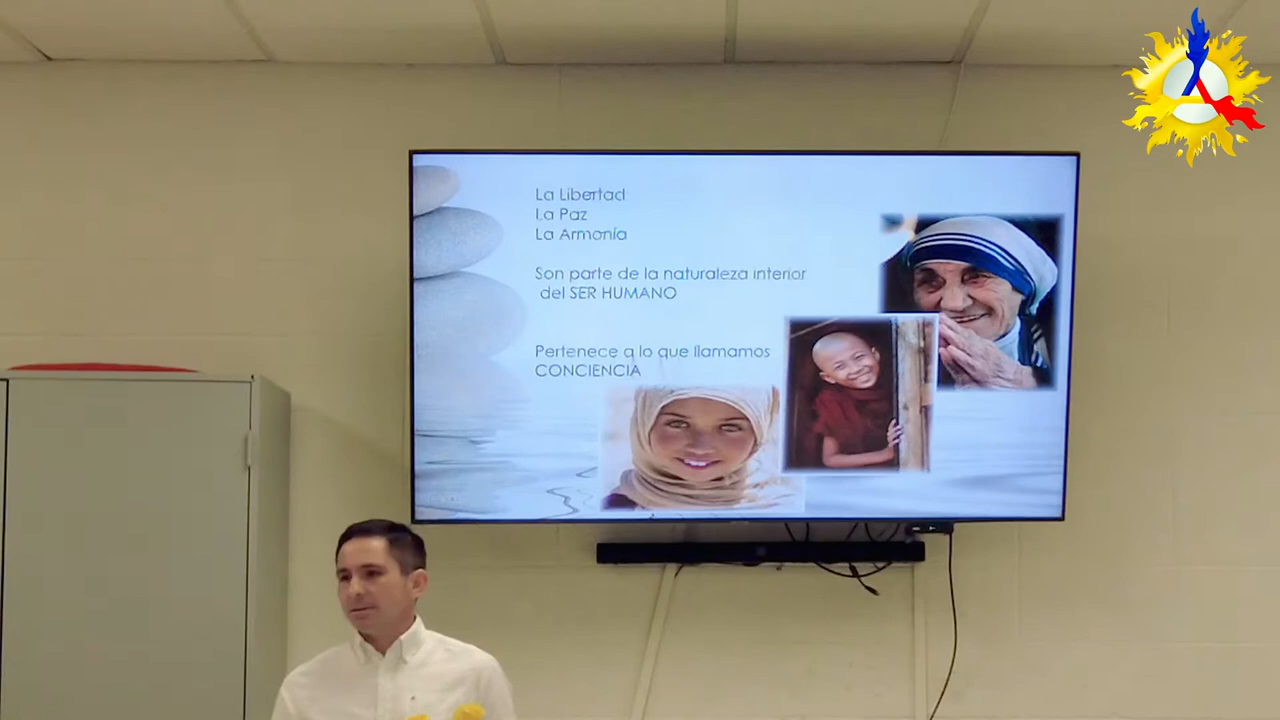 La Libertad
La Paz
La Armonía
Son parte de la naturaleza interior
del SER HUMANO
Pertenece a lo que llamamos
CONCIENCIA